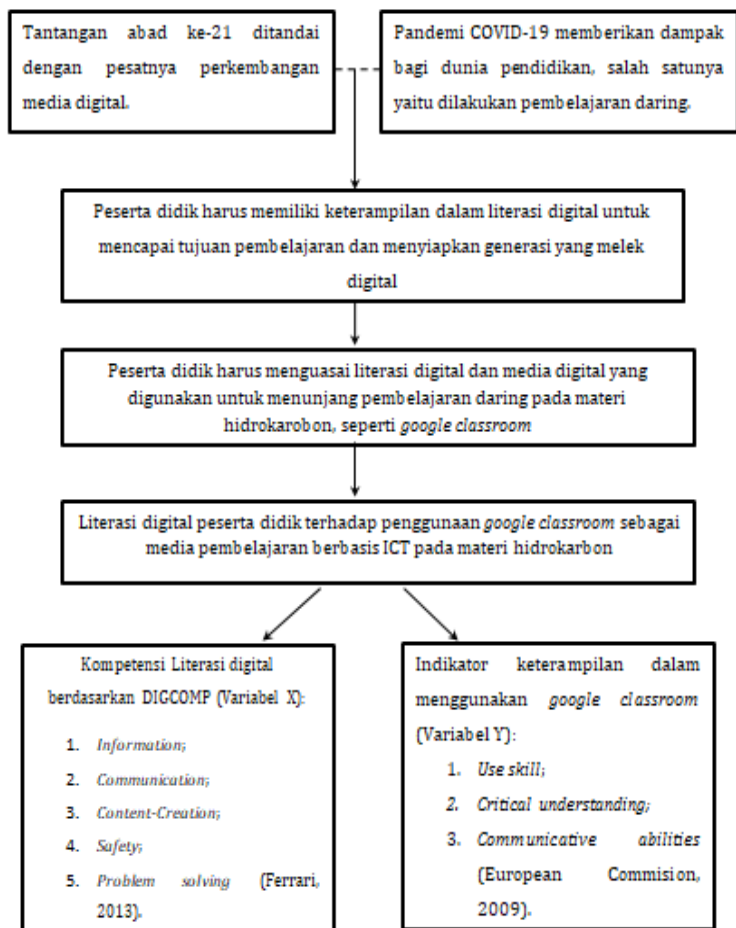 Tantangan abad ke-21 ditandai
dengan pesatnya perkembangan
media digital.
Pandemi COVID-19 memberikan dampak
bagi dunia pendidikan, salah satunya
yaitu dilakukan pembelajaran daring.
Peserta didik harus memiliki keterampilan dalam literasi digital untuk
mencapai tujuan pembelajaran dan menyiapkan generasi yang melek
digital
Peserta didik harus menguasai literasi digital dan media digital yang
digunakan untuk menunjang pembelajaran daring pada materi
hidrokarobon, seperti google classroom
Literasi digital peserta didik terhadap penggunaan google classroom sebagai
media pembelajaran berbasis ICT pada materi hidrokarbon
Kompetensi Literasi digital
berdasarkan DIGCOMP (Variabel X):
1. Information;
2. Communication;
3. Content-Creation;
4. Safety;
5. Problem solving (Ferrari,
2013).
Indikator keterampilan dalam
menggunakan google classroom
(Variabel Y):
1. Use skill;
2. Critical understanding;
3. Communicative abilities
(European Commision,
2009).